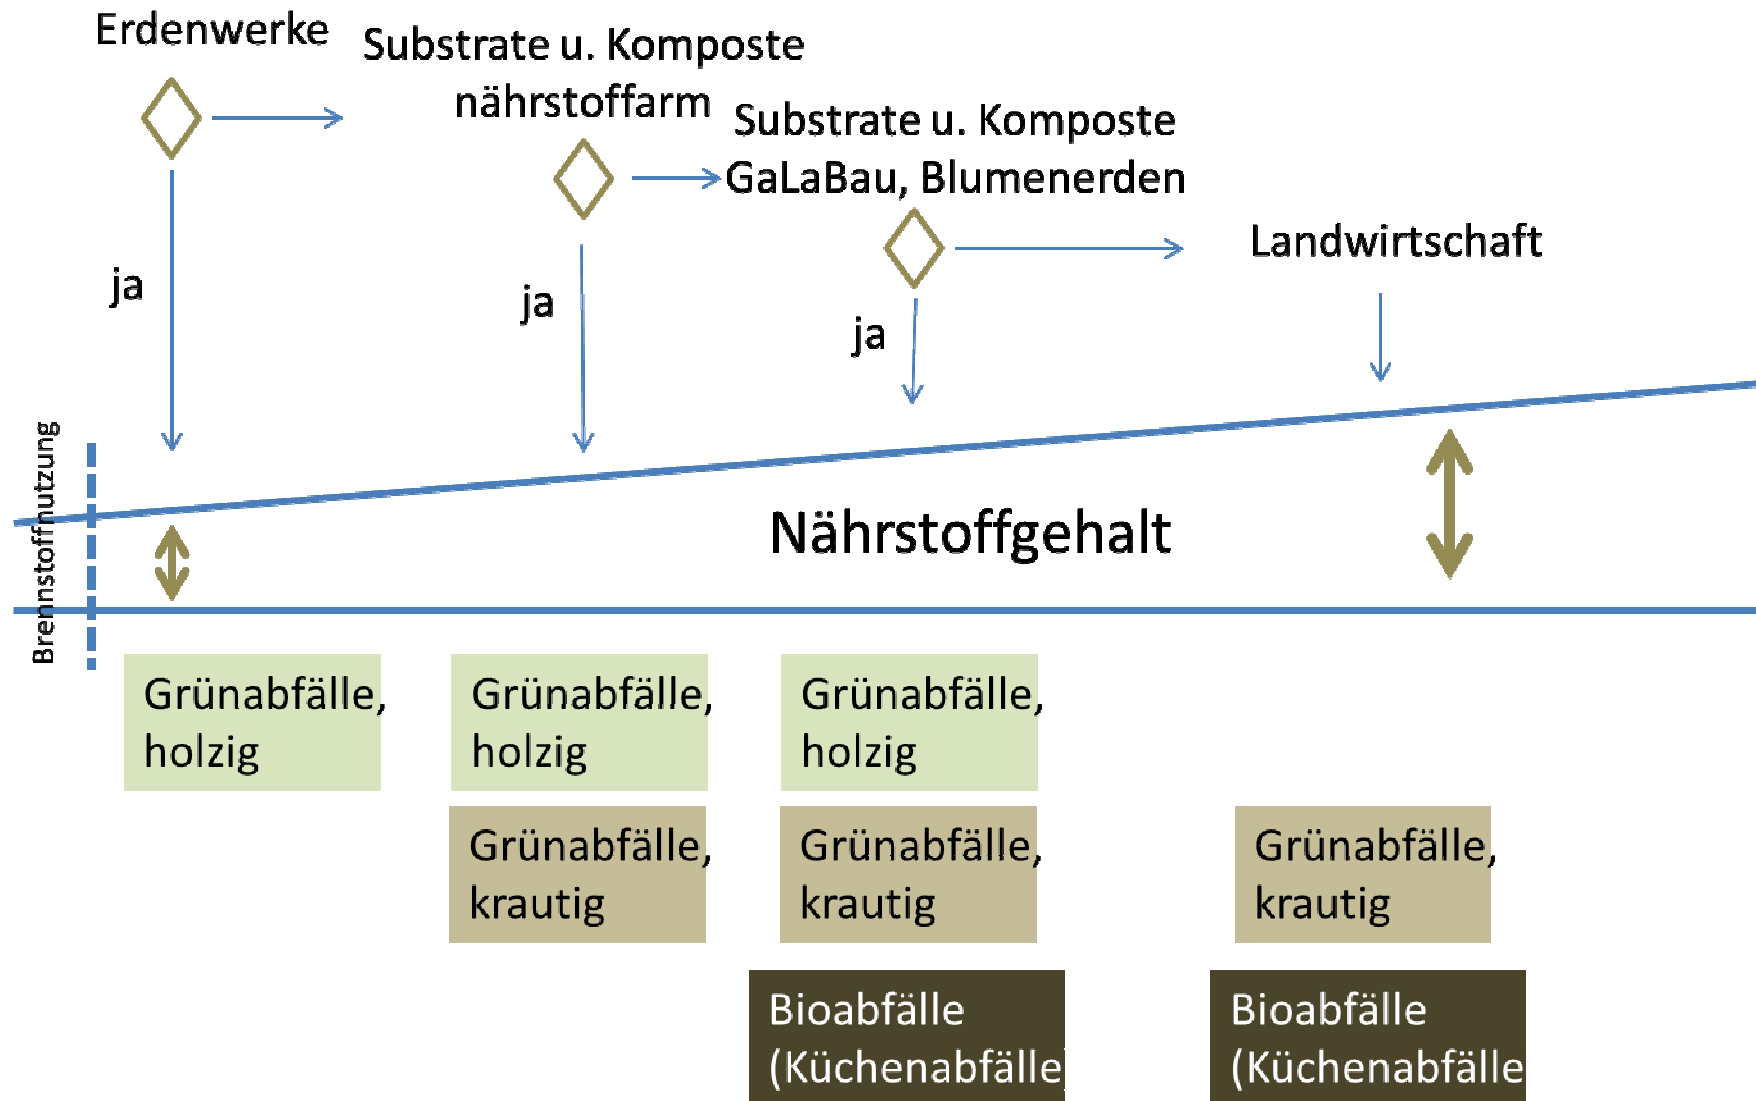 Erdenwerke
Substrate u. Komposte
nährstoffarm
Substrate u. Komposte
GaLaBau, Blumenerden
Landwirtschaft
ja
ja
ja
Brennstoffnutzung
Nährstoffgehalt
Grünabfälle,
holzig
Grünabfälle,
holzig
Grünabfälle,
holzig
Grünabfälle,
krautig
Grünabfälle,
krautig
Grünabfälle,
krautig
Bioabfälle
(Küchenabfälle)
Bioabfälle
(Küchenabfälle